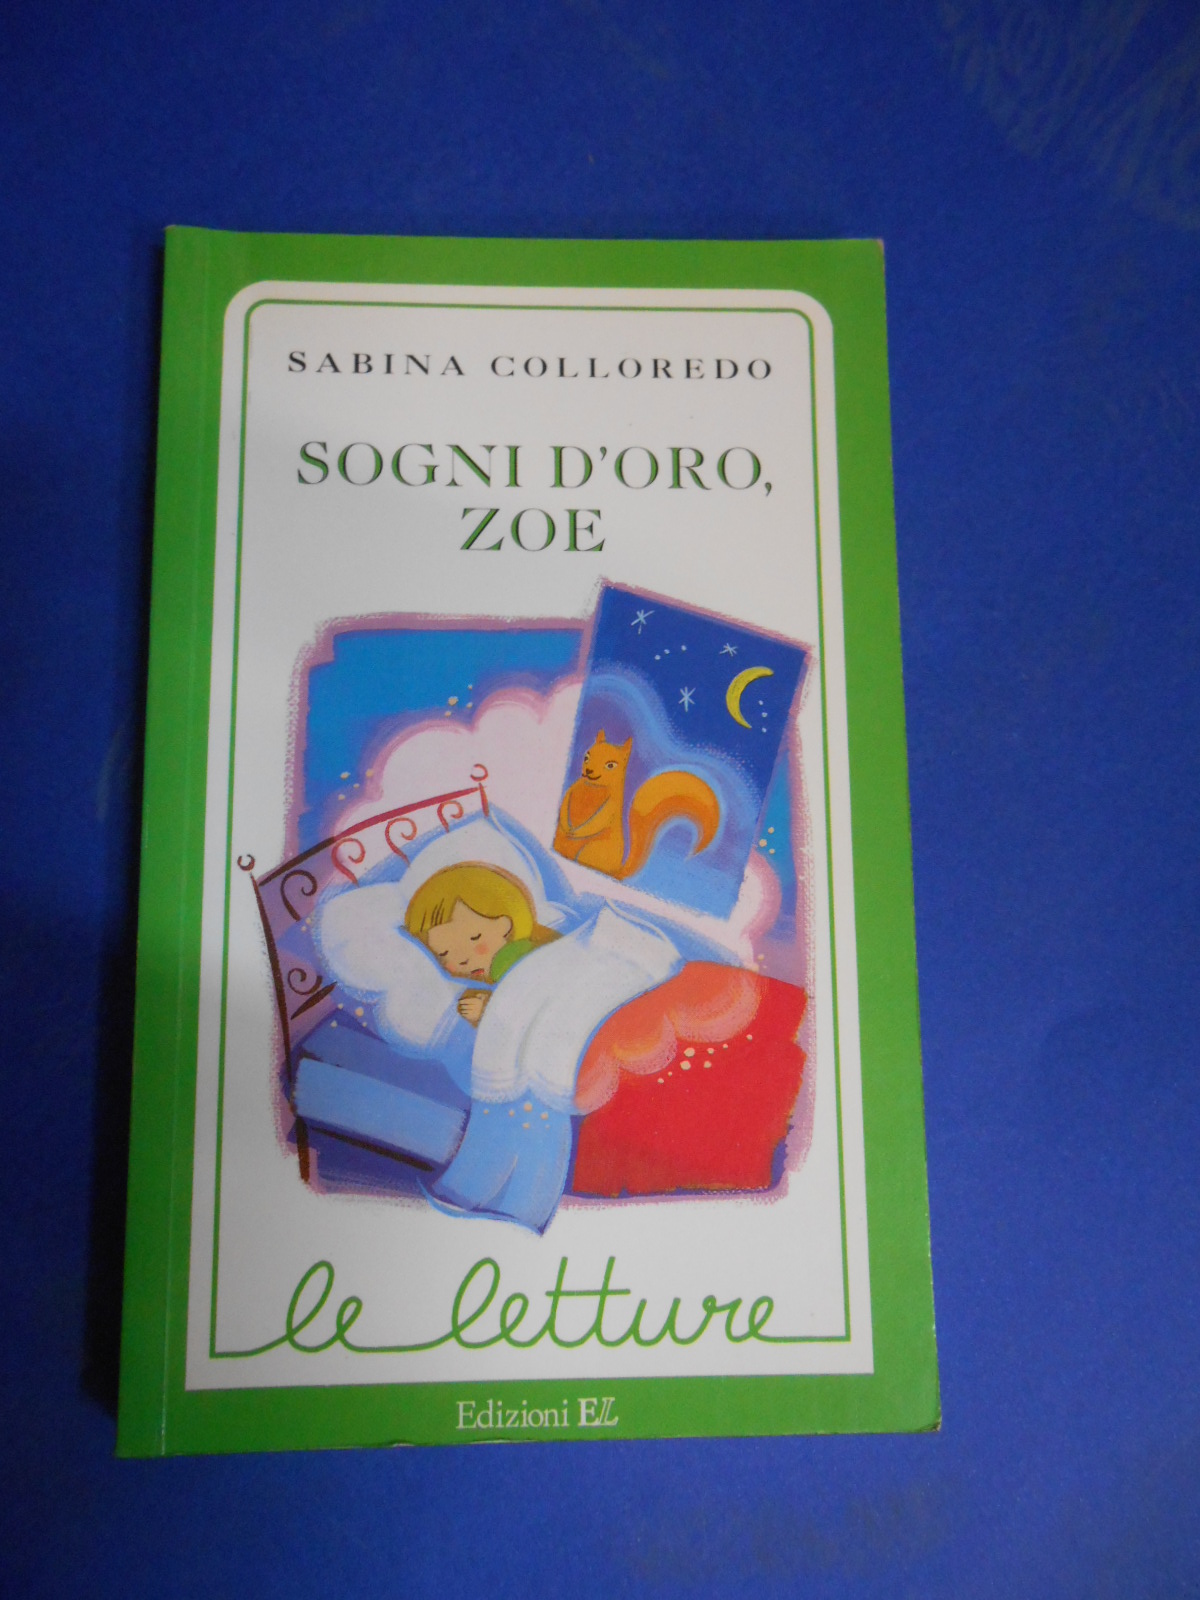 SABINA COLLOREDO
SOGNI D'ORO,
ZOE
le letture
Edizioni EL